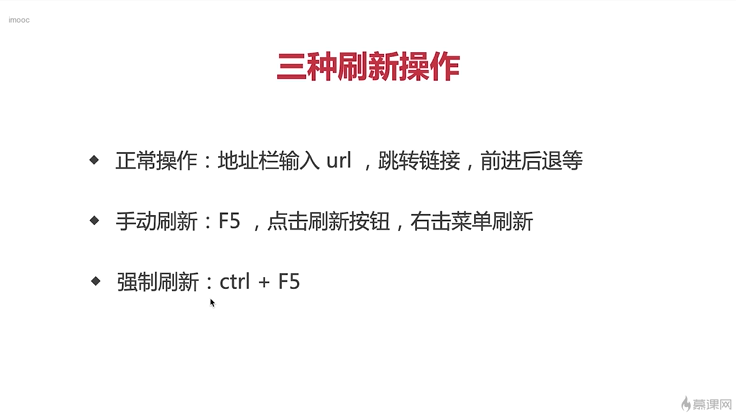 imooc
三种刷新操作
正常操作：地址栏输入 url ，跳转链接，前进后退等
手动刷新：F5 ，点击刷新按钮，右击菜单刷新
强制刷新：ctrl + F5
慕课网